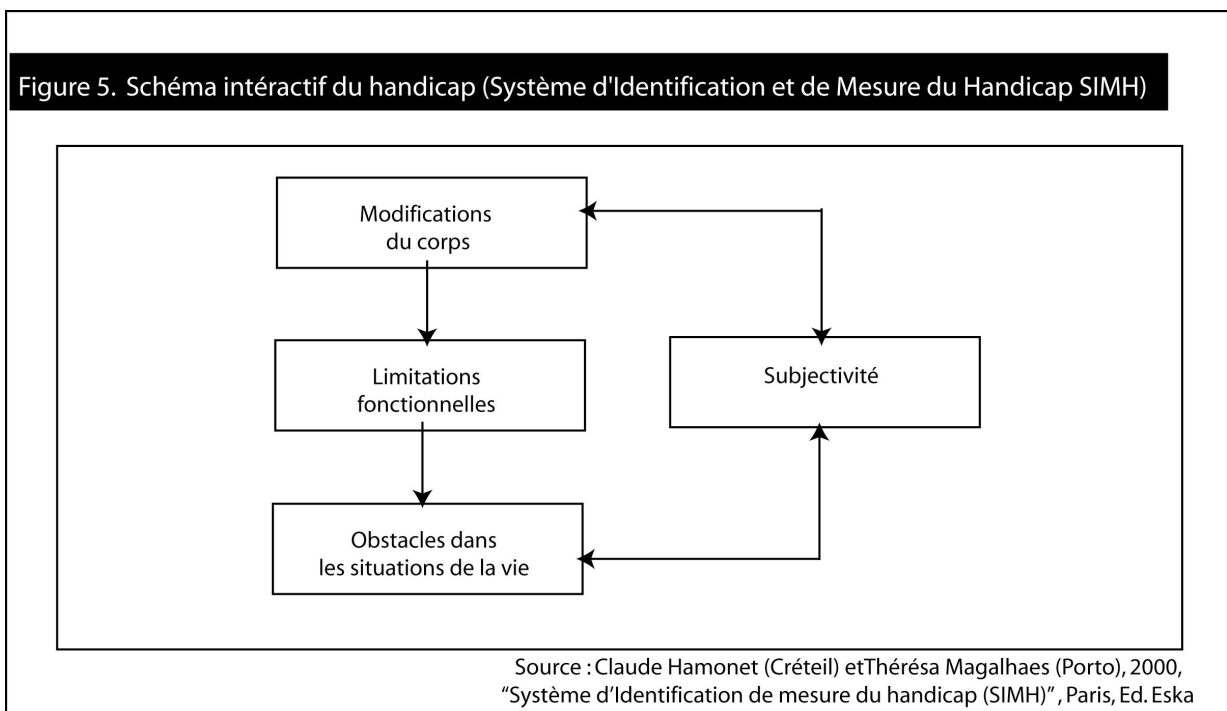 Figure 5. Schéma intéractif du handicap (Système d'Identification et de Mesure du Handicap SIMH)
Modifications
du corps
Limitations
fonctionnelles
Subjectivité
Obstacles dans
les situations de la vie
Source : Claude Hamonet (Créteil) etThérésa Magalhaes (Porto), 2000,
“Système d’Identification de mesure du handicap (SIMH)” , Paris, Ed. Eska